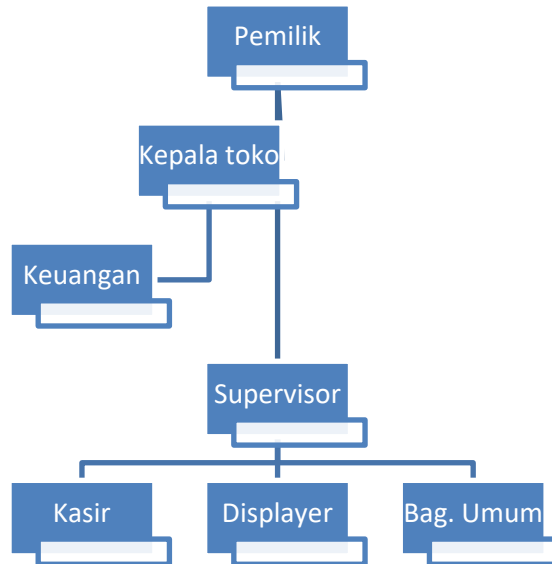 Pemilik
Kepala toko
Keuangan
Supervisor
Kasir
Displayer
Bag. Umum